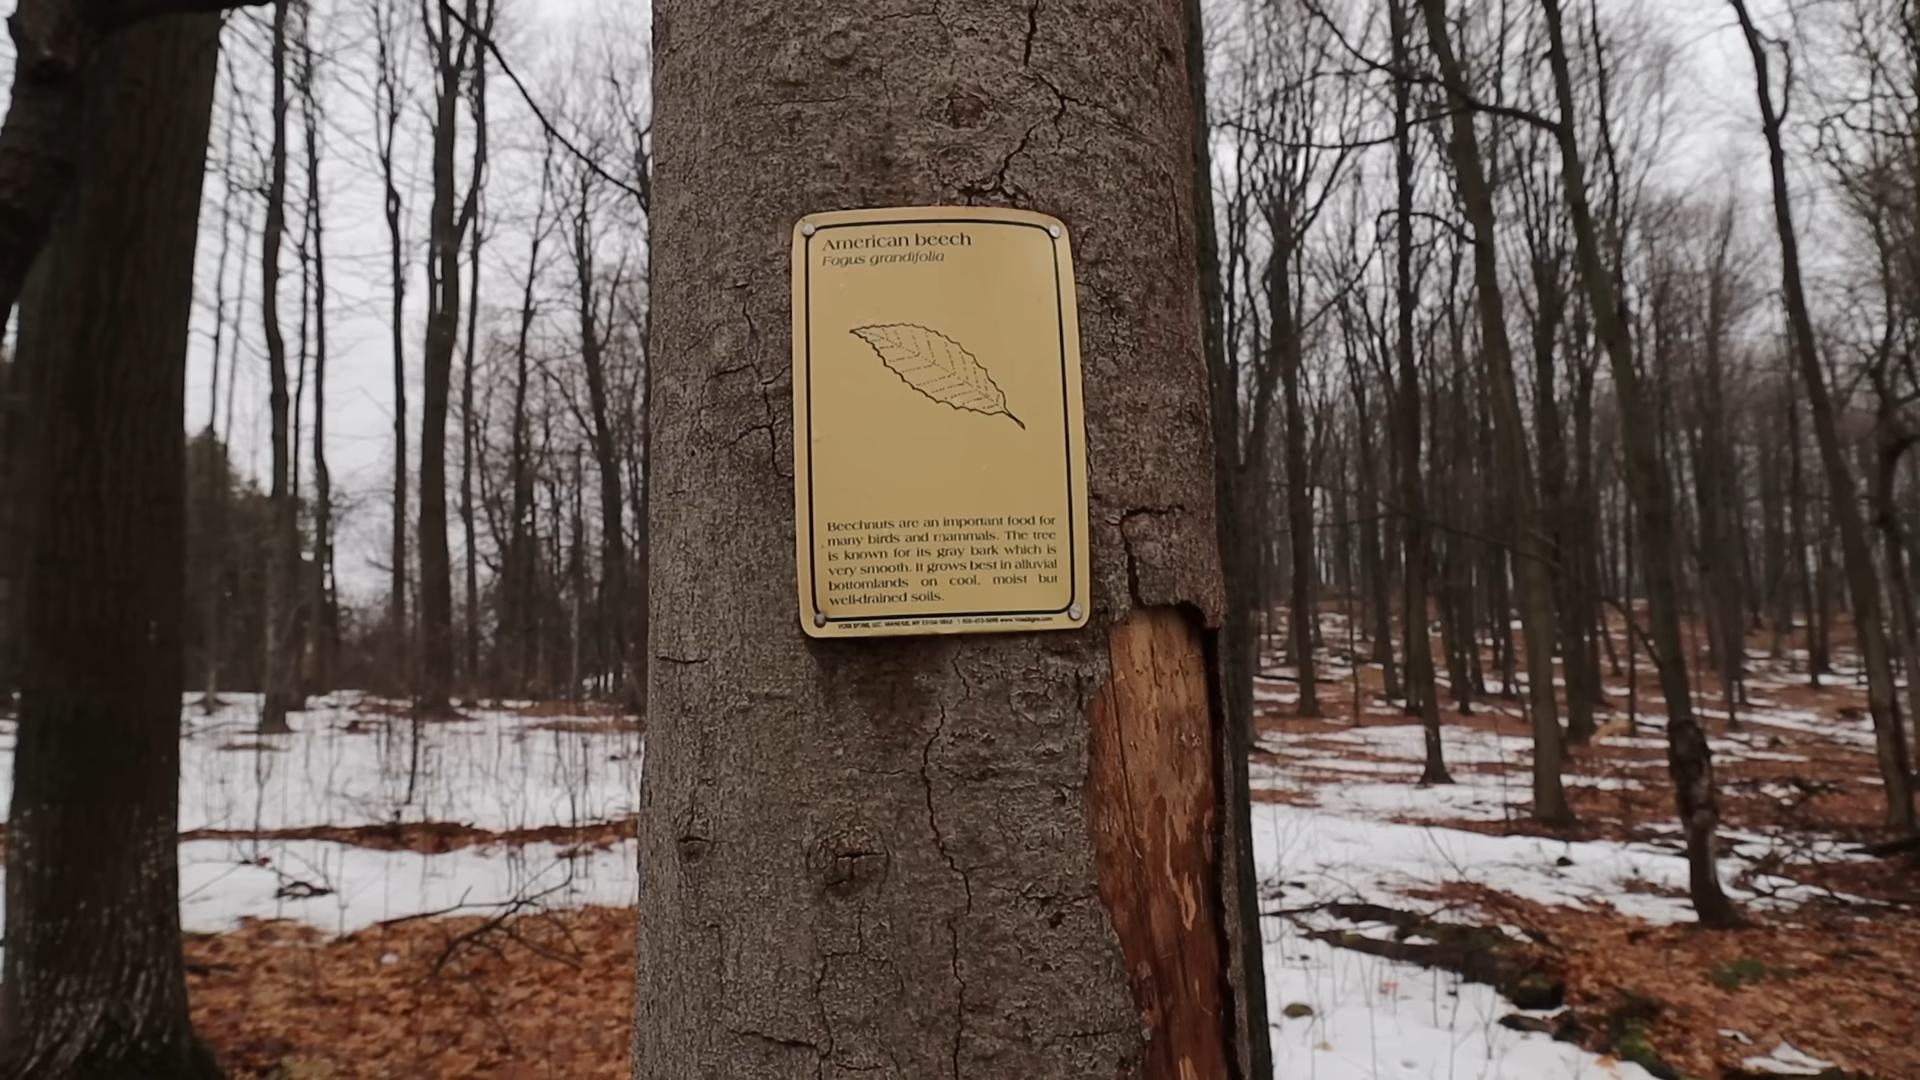 American beech
Fagus grandifolia
Beechnuts are an important food for
many birds and mammals. The tree
is known for its gray bark which is
very smooth. It grows best in alluvial
bottomlands on cool, moist but
well-drained soils.